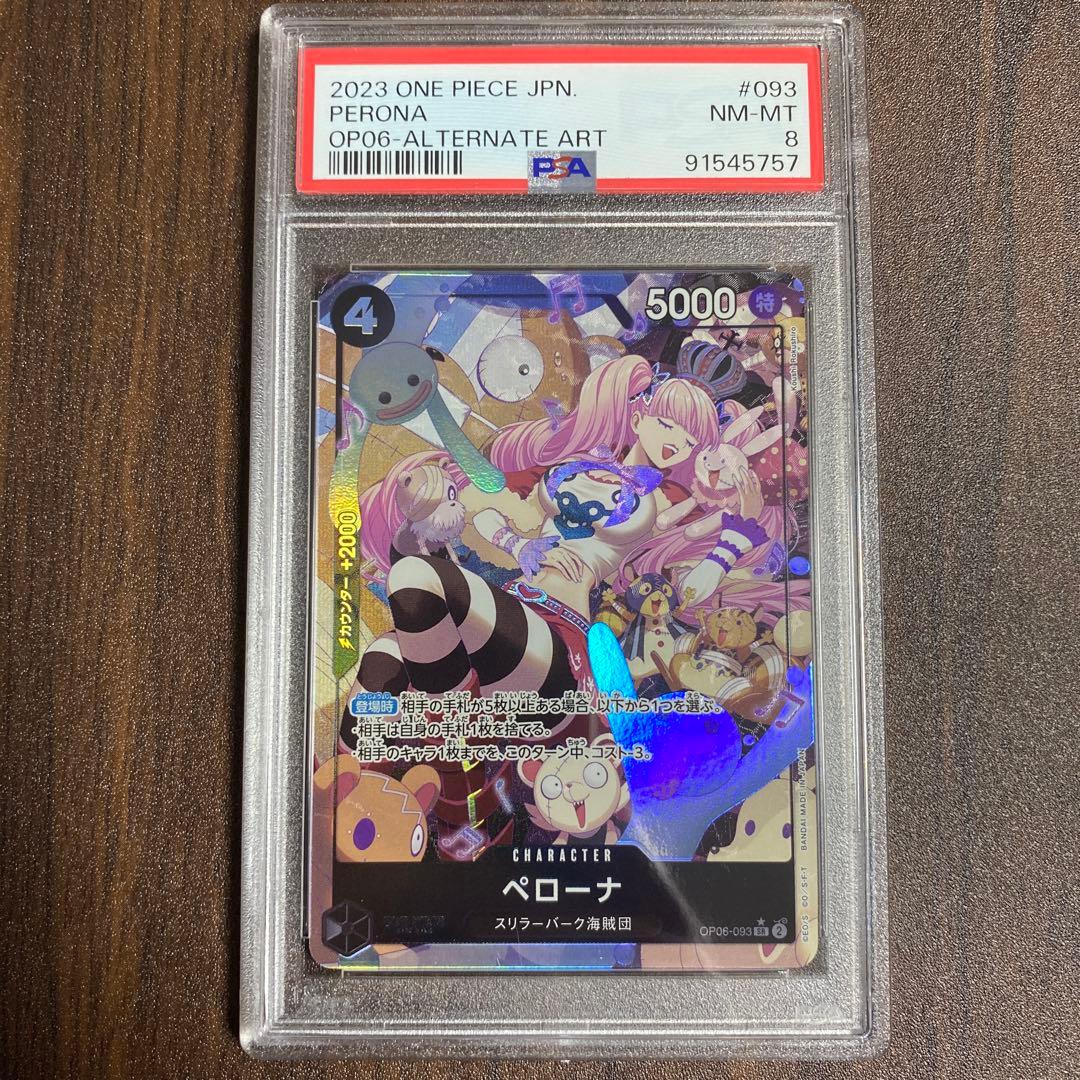 2023 ONE PIECE JPN. #093
PERONA NM-MT
OP06-ALTERNATE ART 8
PSA 91545757
4 5000 特
Koushi Rokushiro
カウンター +2000
登場時 相手の手札が5枚以上ある場合、以下から1つを選ぶ。
・相手は自身の手札1枚を捨てる。
・相手のキャラ1枚までを、このターン中、コスト-3。
CHARACTER
ペローナ
スリラーバーク海賊団
OP06-093 SR 2
©E.O/S ©O/S・F・T BANDAI MADE IN JAPAN